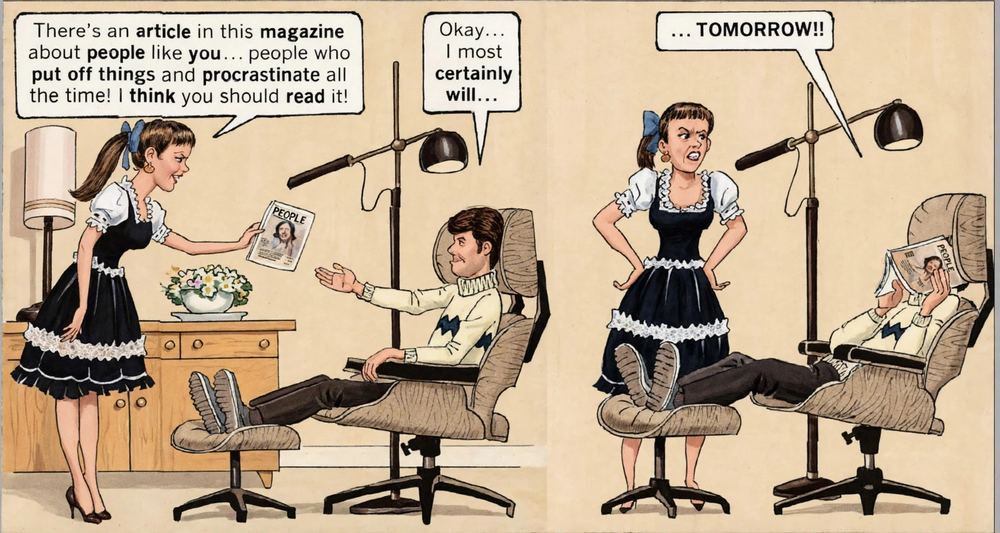 There's an article in this magazine
about people like you... people who
put off things and procrastinate all
the time! I think you should read it!
Okay...
I most
certainly
will...
PEOPLE
... TOMORROW!!
PEOPLE